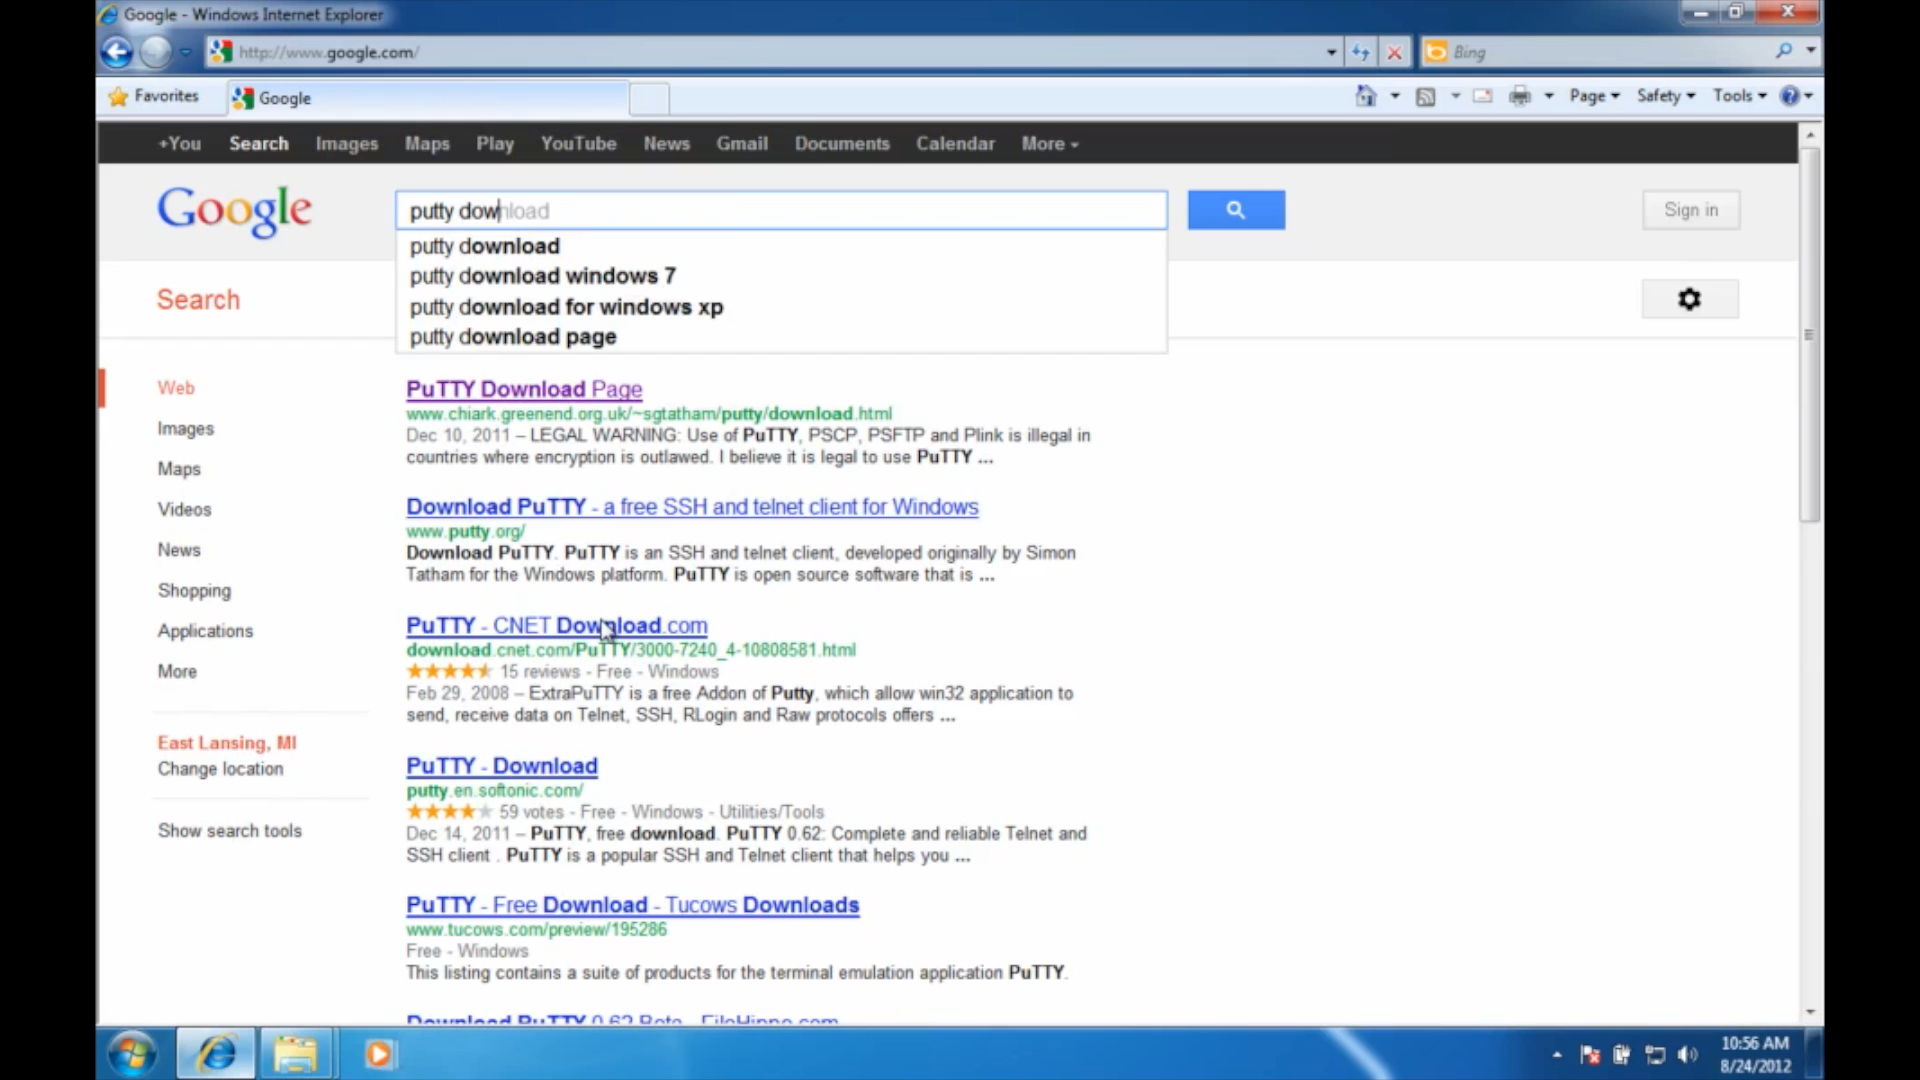 Google - Windows Internet Explorer
http://www.google.com/
Bing
Favorites
Google
Page
Safety
Tools
+You Search Images Maps Play YouTube News Gmail Documents Calendar More
Google
putty download
Sign in
putty download
putty download windows 7
putty download for windows xp
putty download page
Search
Web
Images
Maps
Videos
News
Shopping
Applications
More
East Lansing, MI
Change location
Show search tools
PuTTY Download Page
www.chiark.greenend.org.uk/~sgtatham/putty/download.html
Dec 10, 2011 – LEGAL WARNING: Use of PuTTY, PSCP, PSFTP and Plink is illegal in
countries where encryption is outlawed. I believe it is legal to use PuTTY ...
Download PuTTY - a free SSH and telnet client for Windows
www.putty.org/
Download PuTTY. PuTTY is an SSH and telnet client, developed originally by Simon
Tatham for the Windows platform. PuTTY is open source software that is ...
PuTTY - CNET Download.com
download.cnet.com/PuTTY/3000-7240_4-10808581.html
15 reviews - Free - Windows
Feb 29, 2008 – ExtraPuTTY is a free Addon of Putty, which allow win32 application to
send, receive data on Telnet, SSH, RLogin and Raw protocols offers ...
PuTTY - Download
putty.en.softonic.com/
59 votes - Free - Windows - Utilities/Tools
Dec 14, 2011 – PuTTY, free download. PuTTY 0.62: Complete and reliable Telnet and
SSH client . PuTTY is a popular SSH and Telnet client that helps you ...
PuTTY - Free Download - Tucows Downloads
www.tucows.com/preview/195286
Free - Windows
This listing contains a suite of products for the terminal emulation application PuTTY.
Download PuTTY 0.62 Beta - FileHippo.com
10:56 AM
8/24/2012